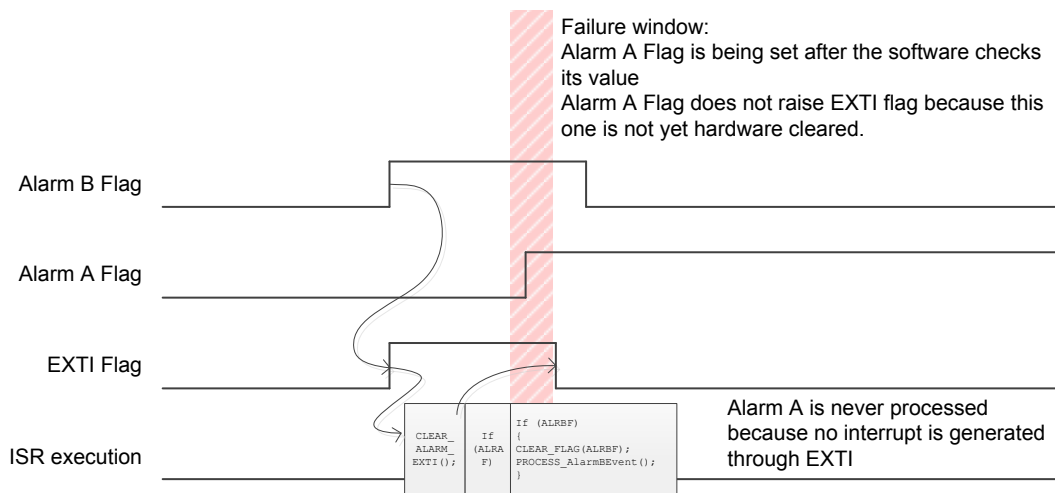 Failure window:
Alarm A Flag is being set after the software checks
its value
Alarm A Flag does not raise EXTI flag because this
one is not yet hardware cleared.
Alarm B Flag
Alarm A Flag
EXTI Flag
ISR execution
CLEAR_
ALARM_
EXTI();
If
(ALRA
F)
If (ALRBF)
{
CLEAR_FLAG(ALRBF);
PROCESS_AlarmBEvent();
}
Alarm A is never processed
because no interrupt is generated
through EXTI